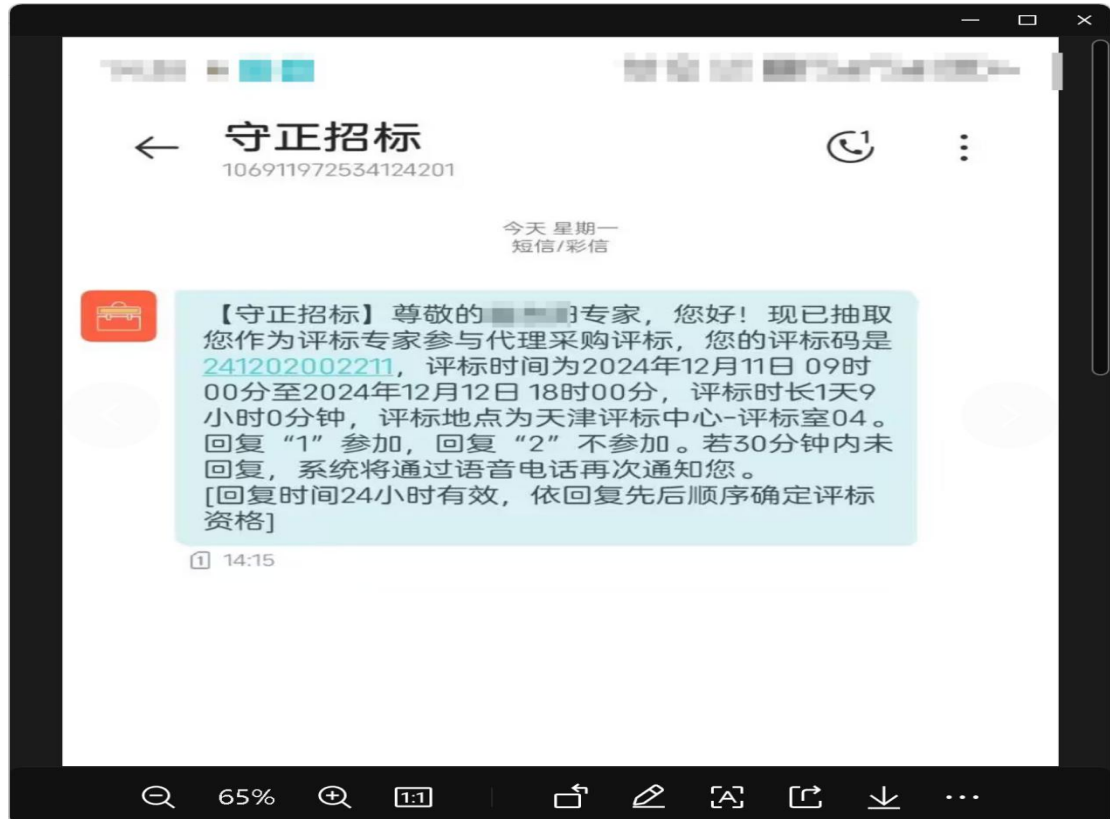 守正招标
106911972534124201
今天 星期一
短信/彩信
【守正招标】尊敬的 专家，您好！现已抽取
您作为评标专家参与代理采购评标，您的评标码是
241202002211，评标时间为2024年12月11日 09时
00分至2024年12月12日 18时00分，评标时长1天9
小时0分钟，评标地点为天津评标中心-评标室04。
回复“1”参加，回复“2”不参加。若30分钟内未
回复，系统将通过语音电话再次通知您。
[回复时间24小时有效，依回复先后顺序确定评标
资格]
1 14:15
65% 1:1